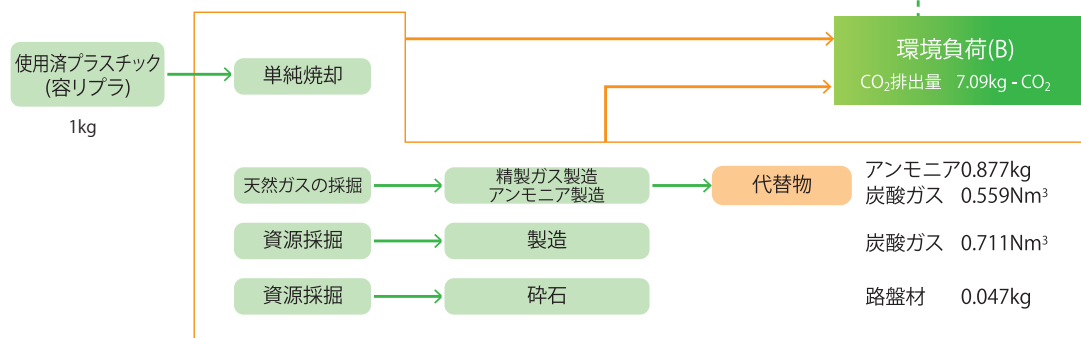 使用済プラスチック
(容リプラ)
1kg
単純焼却
環境負荷(B)
CO₂排出量 7.09kg - CO₂
天然ガスの採掘
精製ガス製造
アンモニア製造
代替物
アンモニア0.877kg
炭酸ガス 0.559Nm³
資源採掘
製造
炭酸ガス 0.711Nm³
資源採掘
砕石
路盤材 0.047kg